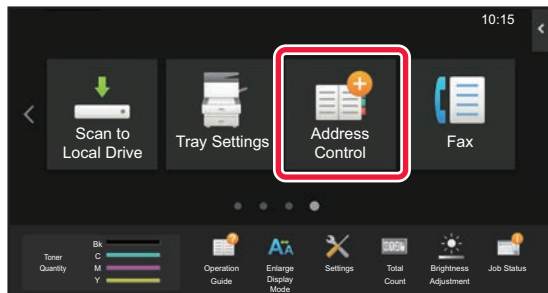 10:15
Scan to
Local Drive
Tray Settings
Address
Control
Fax
Toner
Quantity
Bk
C
M
Y
Operation
Guide
Enlarge
Display
Mode
Settings
Total
Count
Brightness
Adjustment
Job Status